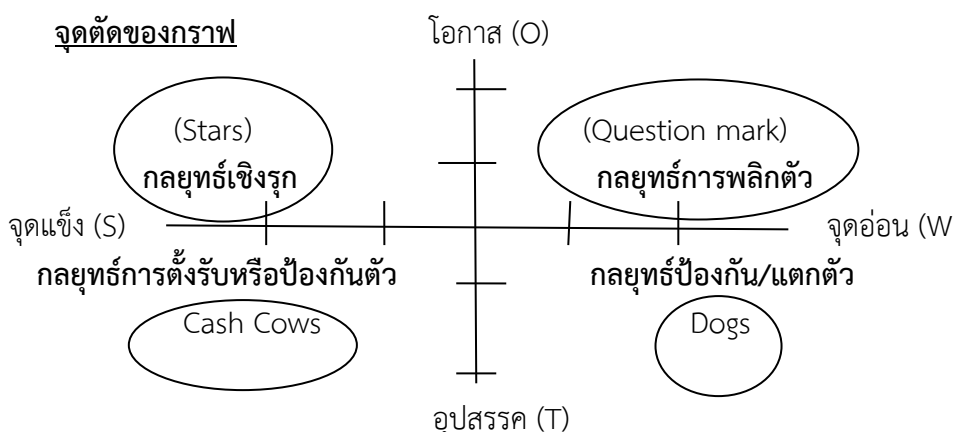 จุดตัดของกราฟ
โอกาส (O)
(Stars)
(Question mark)
กลยุทธ์เชิงรุก
กลยุทธ์การพลิกตัว
จุดแข็ง (S)
จุดอ่อน (W
กลยุทธ์การตั้งรับหรือป้องกันตัว
กลยุทธ์ป้องกัน/แตกตัว
Cash Cows
Dogs
อุปสรรค (T)